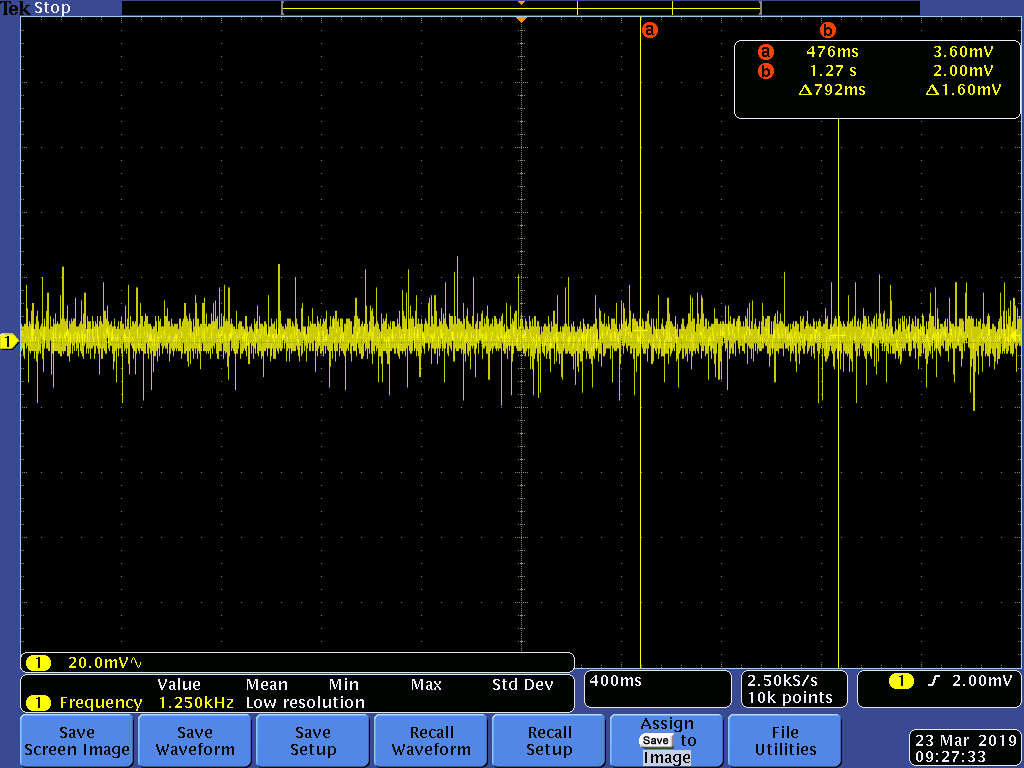 Tek Stop
a b
a 476ms 3.60mV
b 1.27 s 2.00mV
Δ792ms Δ1.60mV
1
1 20.0mV∿
Value Mean Min Max Std Dev
1 Frequency 1.250kHz Low resolution
400ms
2.50kS/s
10k points
1 ƒ 2.00mV
Save
Screen Image
Save
Waveform
Save
Setup
Recall
Waveform
Recall
Setup
Assign
Save to
Image
File
Utilities
23 Mar 2019
09:27:33